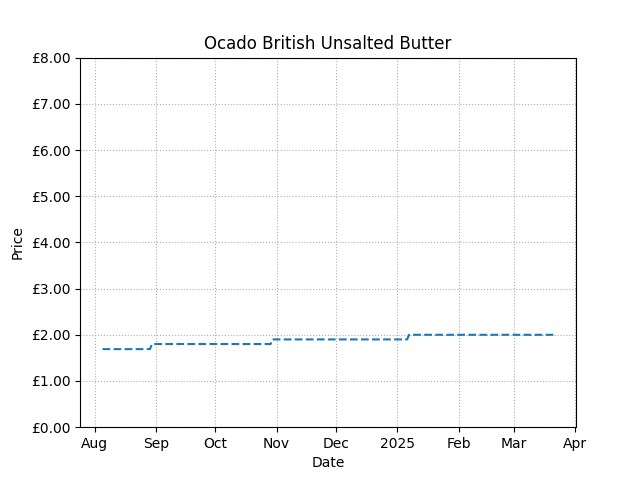 Ocado British Unsalted Butter
£8.00
£7.00
£6.00
£5.00
£4.00
£3.00
£2.00
£1.00
£0.00
Price
Aug Sep Oct Nov Dec 2025 Feb Mar Apr
Date